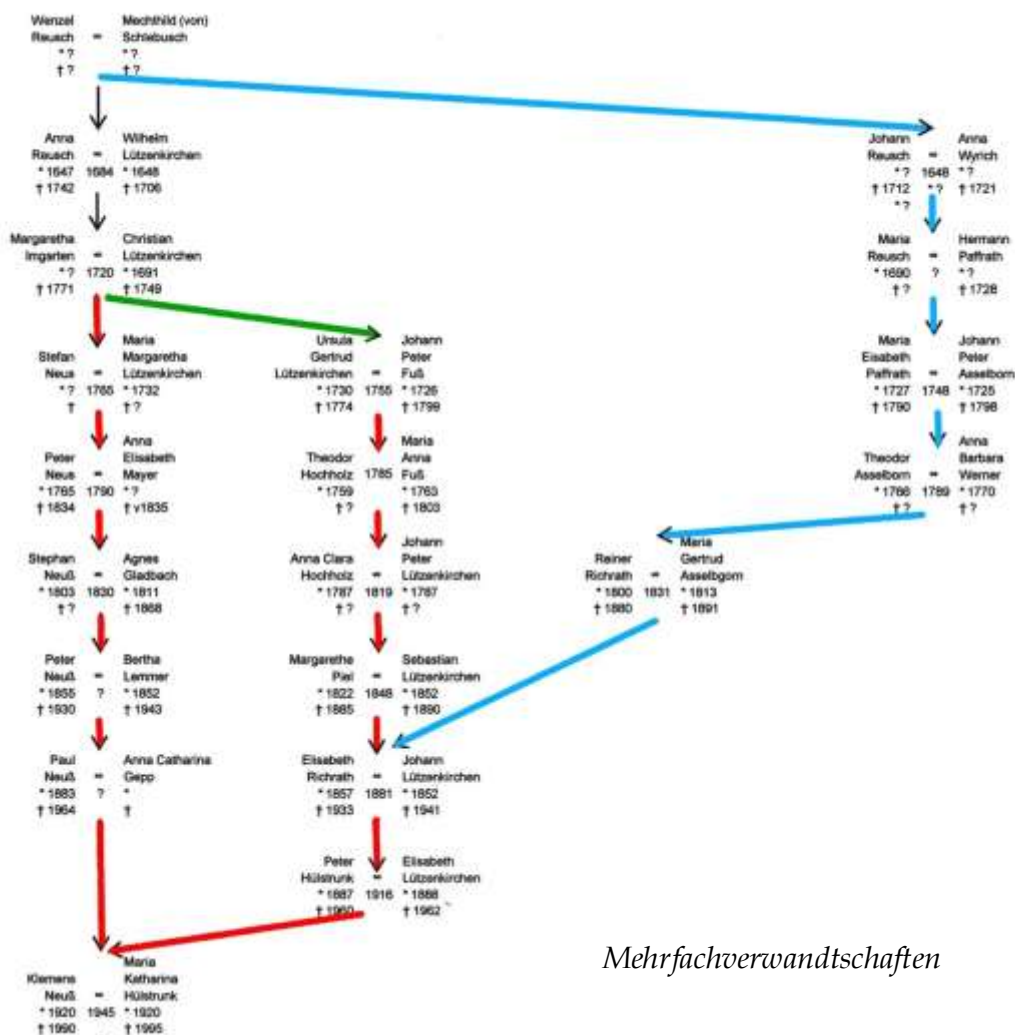 Wenzel Mechthild (von)
Reusch = Schlebusch
* ? * ?
† ? † ?
Anna Wilhelm
Reusch = Lützenkirchen
* 1647 1684 * 1648
† 1742 † 1706
Johann Anna
Reusch = Wyrich
* ? 1648 * ?
† 1712 * ? † 1721
* ?
Margaretha Christian
Imgarten = Lützenkirchen
* ? 1720 * 1691
† 1771 † 1749
Maria Hermann
Reusch = Paffrath
* 1690 ? * ?
† ? † 1728
Maria
Stefan Margaretha
Neus = Lützenkirchen
* ? 1765 * 1732
† † ?
Ursula Johann
Gertrud Peter
Lützenkirchen = Fuß
* 1730 1755 * 1726
† 1774 † 1799
Maria Johann
Eisabeth Peter
Paffrath = Asselborn
* 1727 1748 * 1725
† 1790 † 1798
Anna
Peter Elisabeth
Neus = Mayer
* 1765 1790 * ?
† 1834 † v1835
Maria
Theodor Anna
Hochholz 1785 Fuß
* 1759 * 1763
† ? † 1803
Anna
Theodor Barbara
Asselborn = Werner
* 1766 1789 * 1770
† ? † ?
Stephan Agnes
Neuß = Gladbach
* 1803 1830 * 1811
† ? † 1868
Johann
Anna Clara Peter
Hochholz = Lützenkirchen
* 1787 1819 * 1787
† ? † ?
Maria
Reiner Gertrud
Richrath = Asselbgorn
* 1800 1831 * 1813
† 1880 † 1891
Peter Bertha
Neuß = Lemmer
* 1855 ? * 1852
† 1930 † 1943
Margarethe Sebastian
Piel = Lützenkirchen
* 1822 1848 * 1852
† 1885 † 1890
Paul Anna Catharina
Neuß = Gepp
* 1883 ? *
† 1964 †
Elisabeth Johann
Richrath = Lützenkirchen
* 1857 1881 * 1852
† 1933 † 1941
Peter Elisabeth
Hülstrunk = Lützenkirchen
* 1887 1916 * 1888
† 1960 † 1962
Maria
Klemens Katharina
Neuß = Hülstrunk
* 1920 1945 * 1920
† 1990 † 1995
Mehrfachverwandtschaften